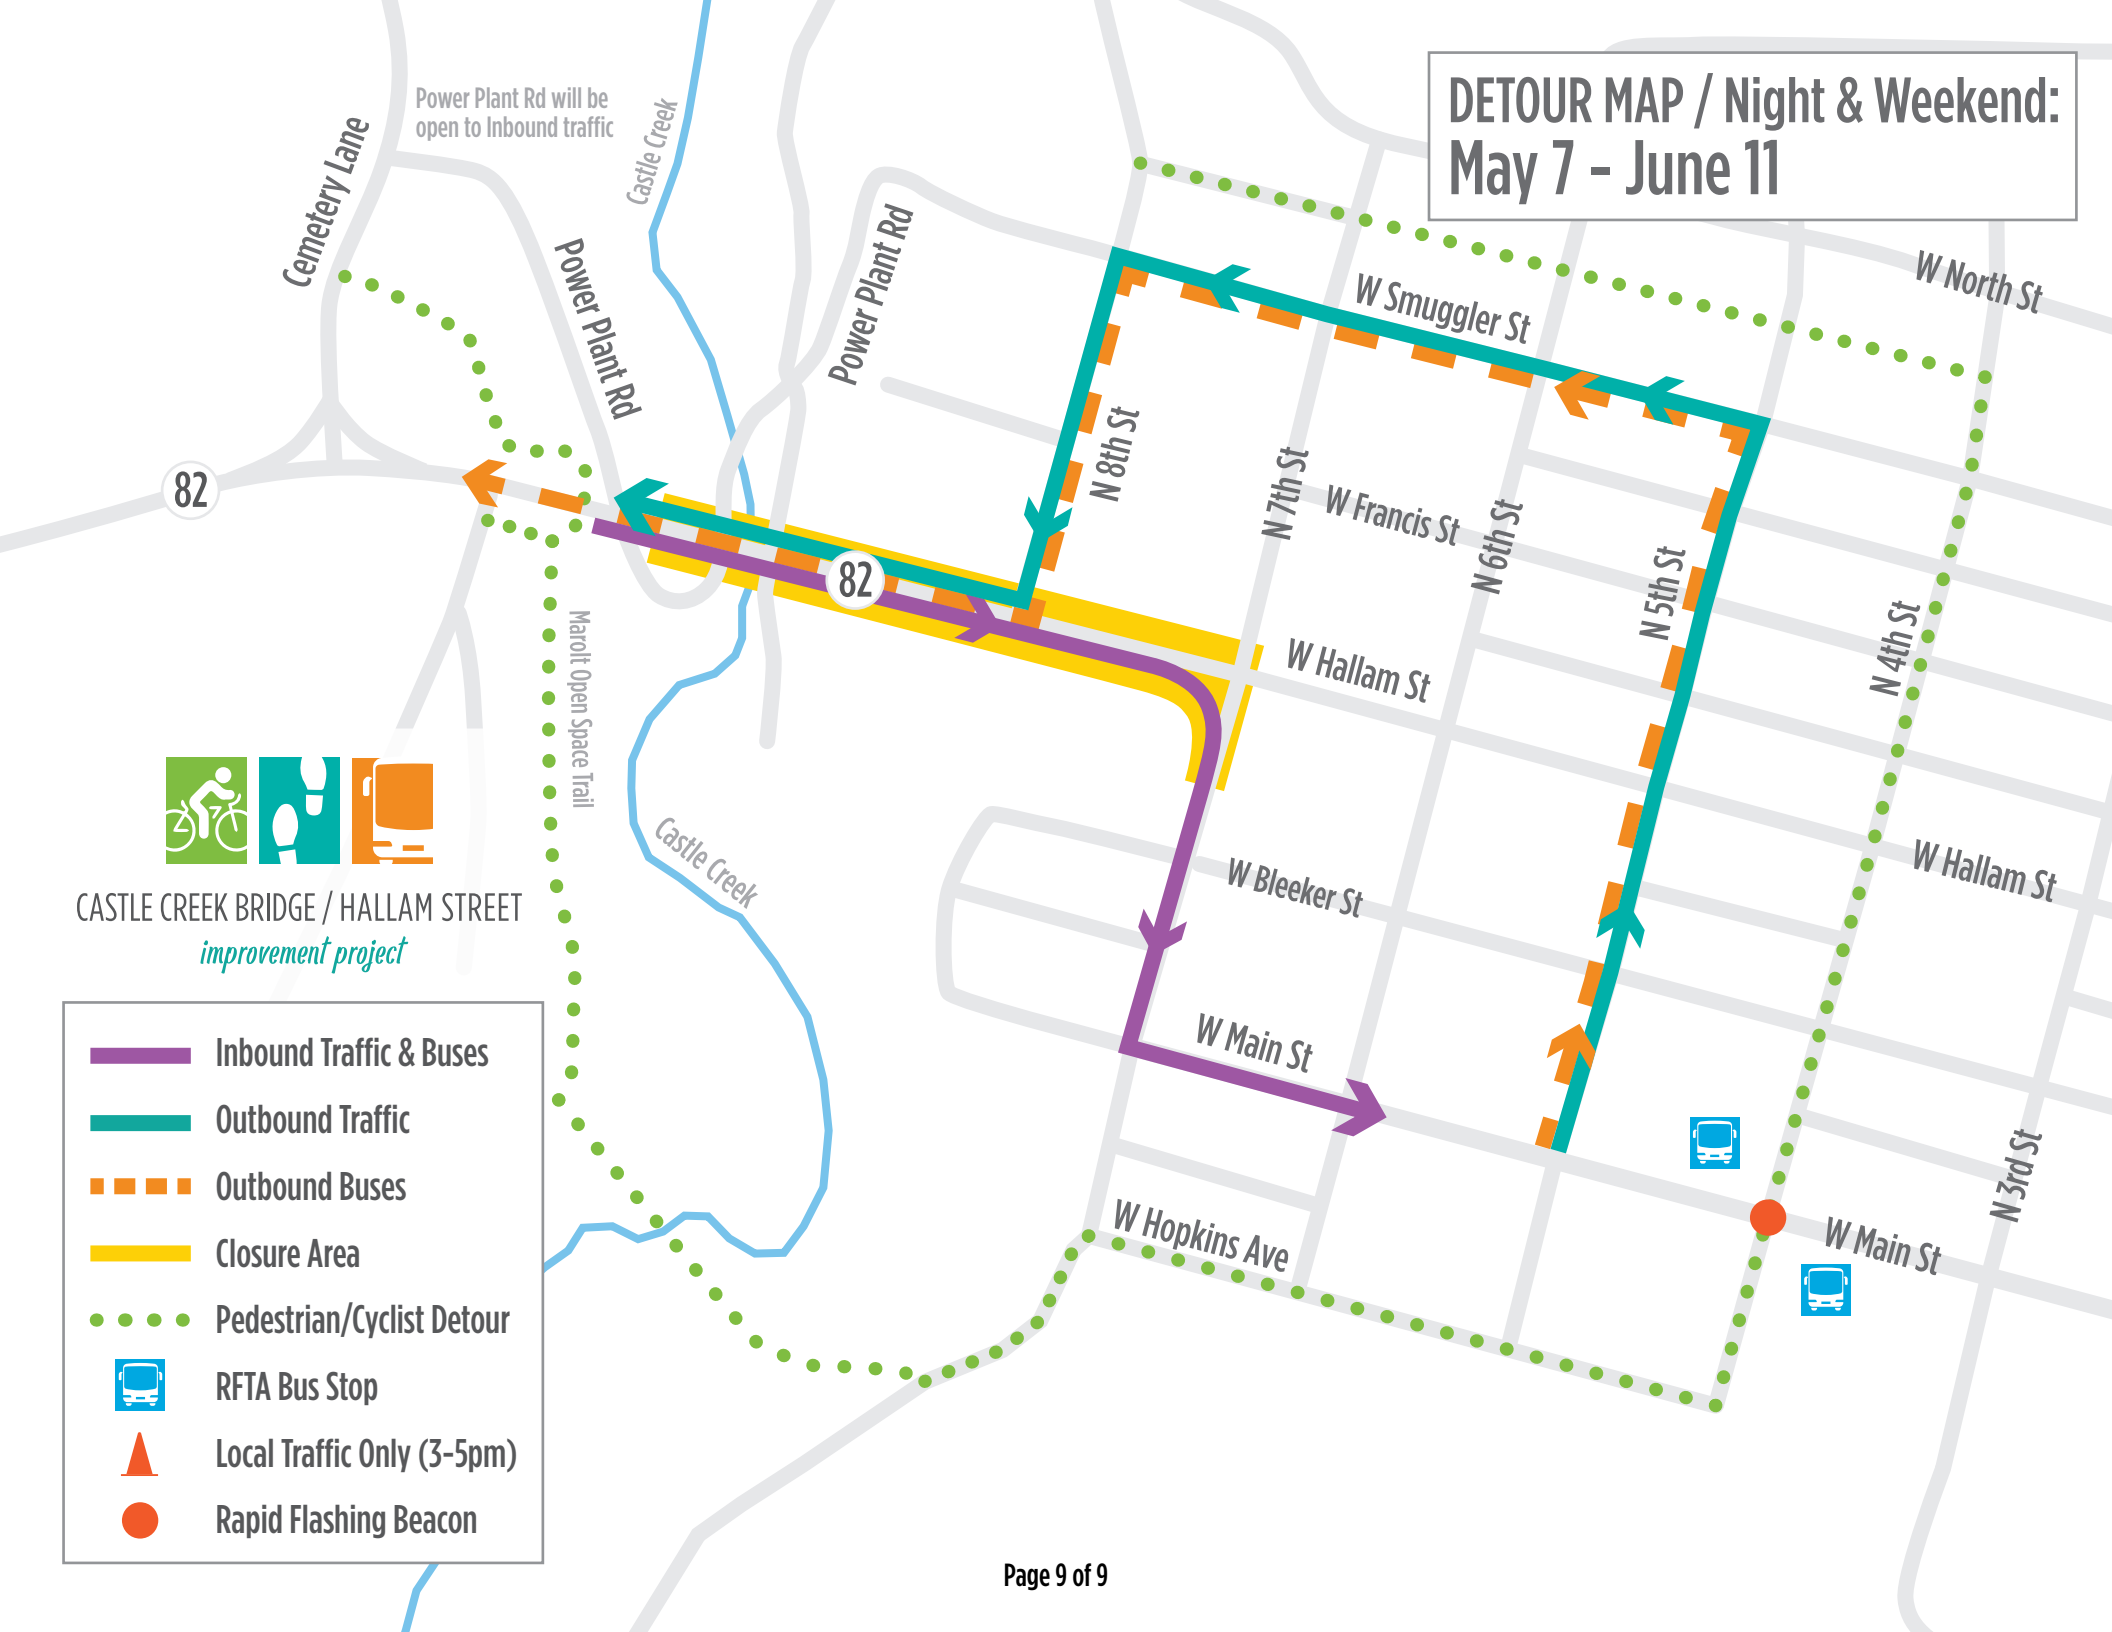 DETOUR MAP / Night & Weekend:
May 7 – June 11
Power Plant Rd will be
open to Inbound traffic
Castle Creek
Cemetery Lane
Power Plant Rd
Power Plant Rd
W North St
W Smuggler St
N 8th St
N 7th St
W Francis St
N 6th St
N 5th St
N 4th St
82
82
W Hallam St
Marolt Open Space Trail
Castle Creek
W Bleeker St
W Hallam St
W Main St
N 3rd St
W Hopkins Ave
W Main St
CASTLE CREEK BRIDGE / HALLAM STREET
improvement project
Inbound Traffic & Buses
Outbound Traffic
Outbound Buses
Closure Area
Pedestrian/Cyclist Detour
RFTA Bus Stop
Local Traffic Only (3-5pm)
Rapid Flashing Beacon
Page 9 of 9